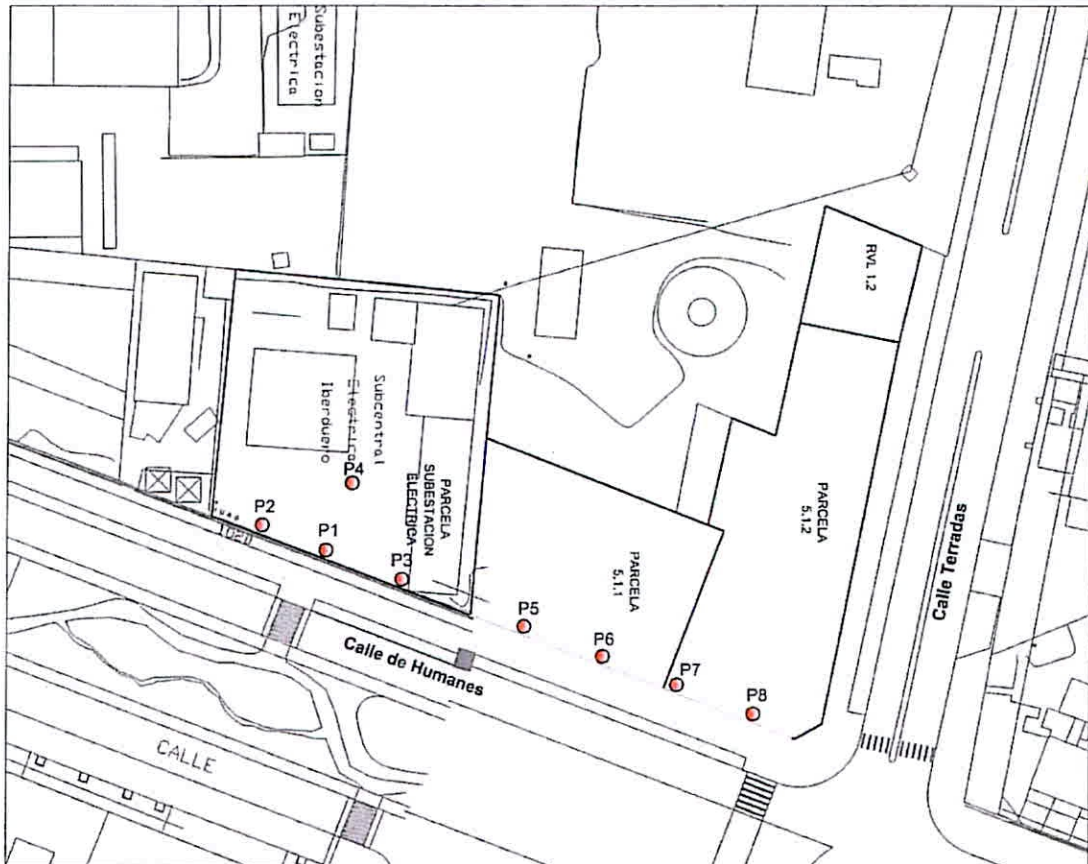 Subestacion
Electrica
RVL 1.2
Subcentral
Electrica
Iberduero
PARCELA
SUBESTACION
ELECTRICA
PARCELA
5.1.2
PARCELA
5.1.1
P4
P2
P1
P3
P5
P6
P7
P8
Calle Terradas
Calle de Humanes
CALLE